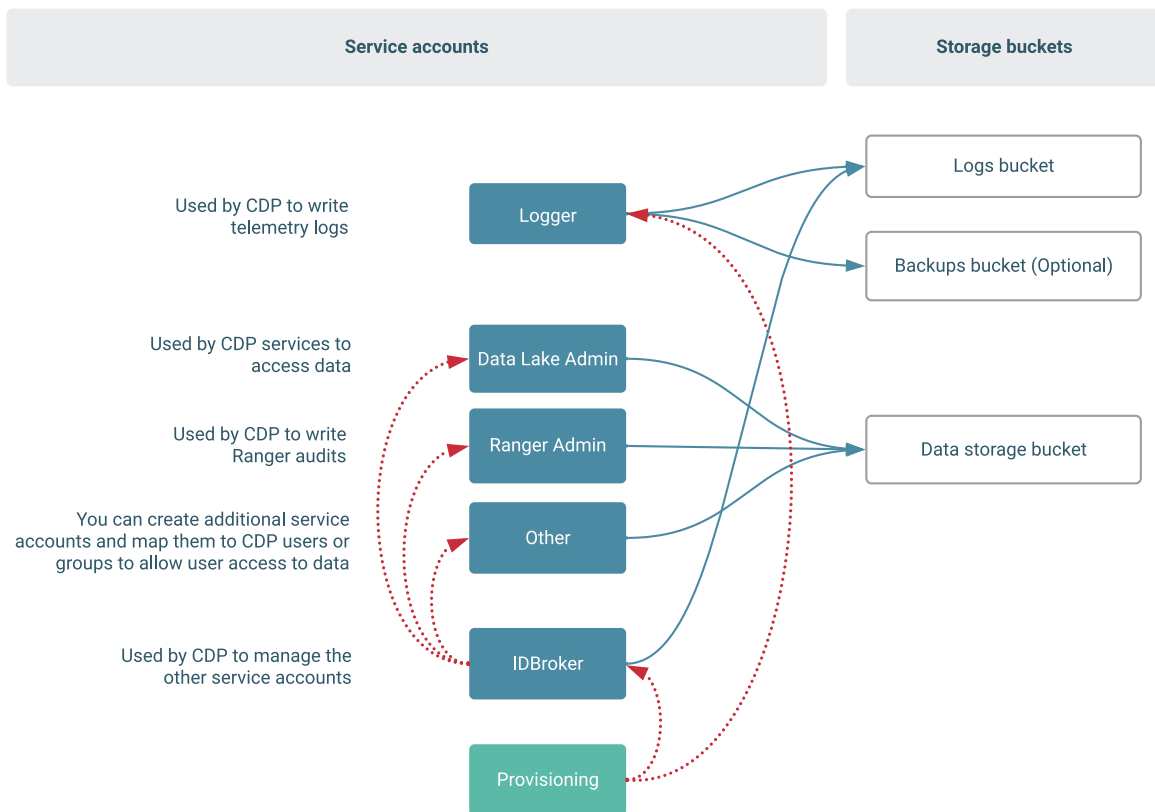 Service accounts
Storage buckets
Logs bucket
Used by CDP to write
telemetry logs
Logger
Backups bucket (Optional)
Used by CDP services to
access data
Data Lake Admin
Used by CDP to write
Ranger audits
Ranger Admin
Data storage bucket
You can create additional service
accounts and map them to CDP users or
groups to allow user access to data
Other
Used by CDP to manage the
other service accounts
IDBroker
Provisioning